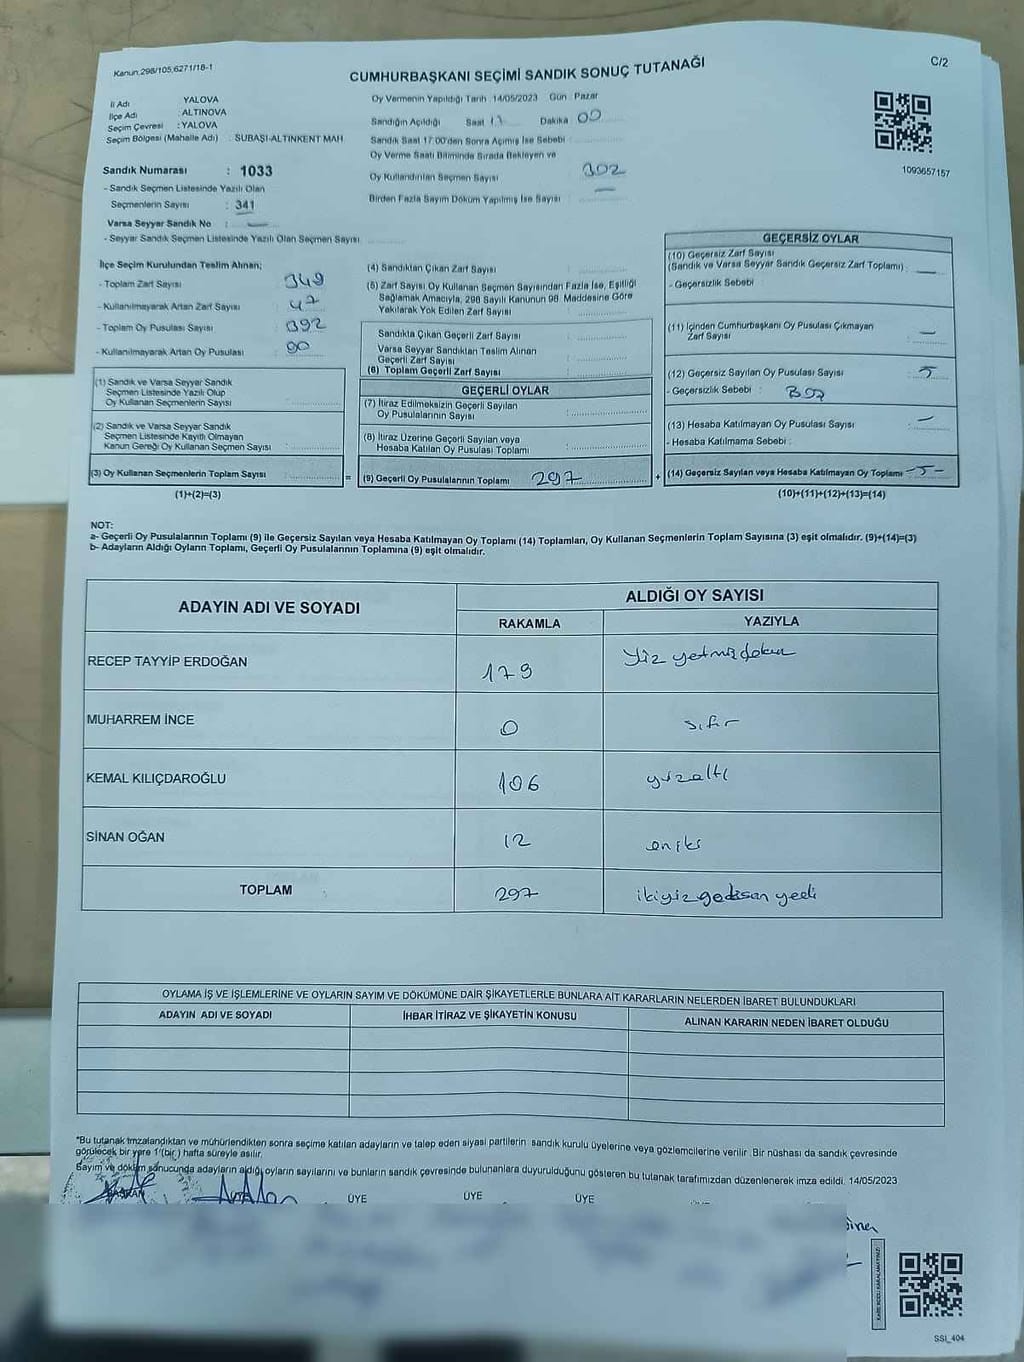 Kanun:298/105;6271/18-1
C/2
CUMHURBAŞKANI SEÇİMİ SANDIK SONUÇ TUTANAĞI
İl Adı YALOVA
İlçe Adı : ALTINOVA
Seçim Çevresi : YALOVA
Seçim Bölgesi (Mahalle Adı) : SUBAŞI-ALTINKENT MAH
Oy Vermenin Yapıldığı Tarih 14/05/2023 Gün : Pazar
Sandığın Açıldığı Saat Dakika 00
Sandık Saat 17:00'den Sonra Açımış İse Sebebi :
Oy Verme Saati Bitiminde Sırada Bekleyen ve
Oy Kullandırılan Seçmen Sayısı 302
Birden Fazla Sayım Döküm Yapılmış İse Sayısı —
1093657157
Sandık Numarası : 1033
- Sandık Seçmen Listesinde Yazılı Olan
Seçmenlerin Sayısı : 341
Varsa Seyyar Sandık No : —
- Seyyar Sandık Seçmen Listesinde Yazılı Olan Seçmen Sayısı
İlçe Seçim Kurulundan Teslim Alınan;
- Toplam Zarf Sayısı 349
- Kullanılmayarak Artan Zarf Sayısı 47
- Toplam Oy Pusulası Sayısı 392
- Kullanılmayarak Artan Oy Pusulası 90
(1) Sandık ve Varsa Seyyar Sandık
Seçmen Listesinde Yazılı Olup
Oy Kullanan Seçmenlerin Sayısı
(2) Sandık ve Varsa Seyyar Sandık
Seçmen Listesinde Kayıtlı Olmayan
Kanun Gereği Oy Kullanan Seçmen Sayısı :
(3) Oy Kullanan Seçmenlerin Toplam Sayısı :
(1)+(2)=(3)
=
(4) Sandıktan Çıkan Zarf Sayısı
(5) Zarf Sayısı Oy Kullanan Seçmen Sayısından Fazla İse, Eşitliği
Sağlamak Amacıyla, 298 Sayılı Kanunun 98. Maddesine Göre
Yakılarak Yok Edilen Zarf Sayısı
Sandıkta Çıkan Geçerli Zarf Sayısı
Varsa Seyyar Sandıktan Teslim Alınan
Geçerli Zarf Sayısı
(6) Toplam Geçerli Zarf Sayısı
GEÇERLİ OYLAR
(7) İtiraz Edilmeksizin Geçerli Sayılan
Oy Pusulalarının Sayısı
(8) İtiraz Üzerine Geçerli Sayılan veya
Hesaba Katılan Oy Pusulası Toplamı
(9) Geçerli Oy Pusulalarının Toplamı 297
+
GEÇERSİZ OYLAR
(10) Geçersiz Zarf Sayısı
(Sandık ve Varsa Seyyar Sandık Geçersiz Zarf Toplamı) : —
- Geçersizlik Sebebi :
(11) İçinden Cumhurbaşkanı Oy Pusulası Çıkmayan
Zarf Sayısı —
(12) Geçersiz Sayılan Oy Pusulası Sayısı 5
- Geçersizlik Sebebi :
(13) Hesaba Katılmayan Oy Pusulası Sayısı —
- Hesaba Katılmama Sebebi :
(14) Geçersiz Sayılan veya Hesaba Katılmayan Oy Toplamı —5—
(10)+(11)+(12)+(13)=(14)
NOT:
a- Geçerli Oy Pusulalarının Toplamı (9) ile Geçersiz Sayılan veya Hesaba Katılmayan Oy Toplamı (14) Toplamları, Oy Kullanan Seçmenlerin Toplam Sayısına (3) eşit olmalıdır. (9)+(14)=(3)
b- Adayların Aldığı Oyların Toplamı, Geçerli Oy Pusulalarının Toplamına (9) eşit olmalıdır.
ADAYIN ADI VE SOYADI
ALDIĞI OY SAYISI
RAKAMLA YAZIYLA
RECEP TAYYİP ERDOĞAN 179 Yüz yetmiş dokuz
MUHARREM İNCE 0 sıfır
KEMAL KILIÇDAROĞLU 106 yüzaltı
SİNAN OĞAN 12 oniki
TOPLAM 297 ikiyüz yedi
OYLAMA İŞ VE İŞLEMLERİNE VE OYLARIN SAYIM VE DÖKÜMÜNE DAİR ŞİKAYETLERLE BUNLARA AİT KARARLARIN NELERDEN İBARET BULUNDUKLARI
ADAYIN ADI VE SOYADI İHBAR İTİRAZ VE ŞİKAYETİN KONUSU ALINAN KARARIN NEDEN İBARET OLDUĞU
*Bu tutanak imzalandıktan ve mühürlendikten sonra seçime katılan adayların ve talep eden siyasi partilerin sandık kurulu üyelerine veya gözlemcilerine verilir. Bir nüshası da sandık çevresinde
görülecek bir yere 1 (bir) hafta süreyle asılır.
Sayım ve döküm sonucunda adayların aldığı oyların sayılarını ve bunların sandık çevresinde bulunanlara duyurulduğunu gösteren bu tutanak tarafımızdan düzenlenerek imza edildi. 14/05/2023
BAŞKAN ÜYE ÜYE ÜYE
SSI_404